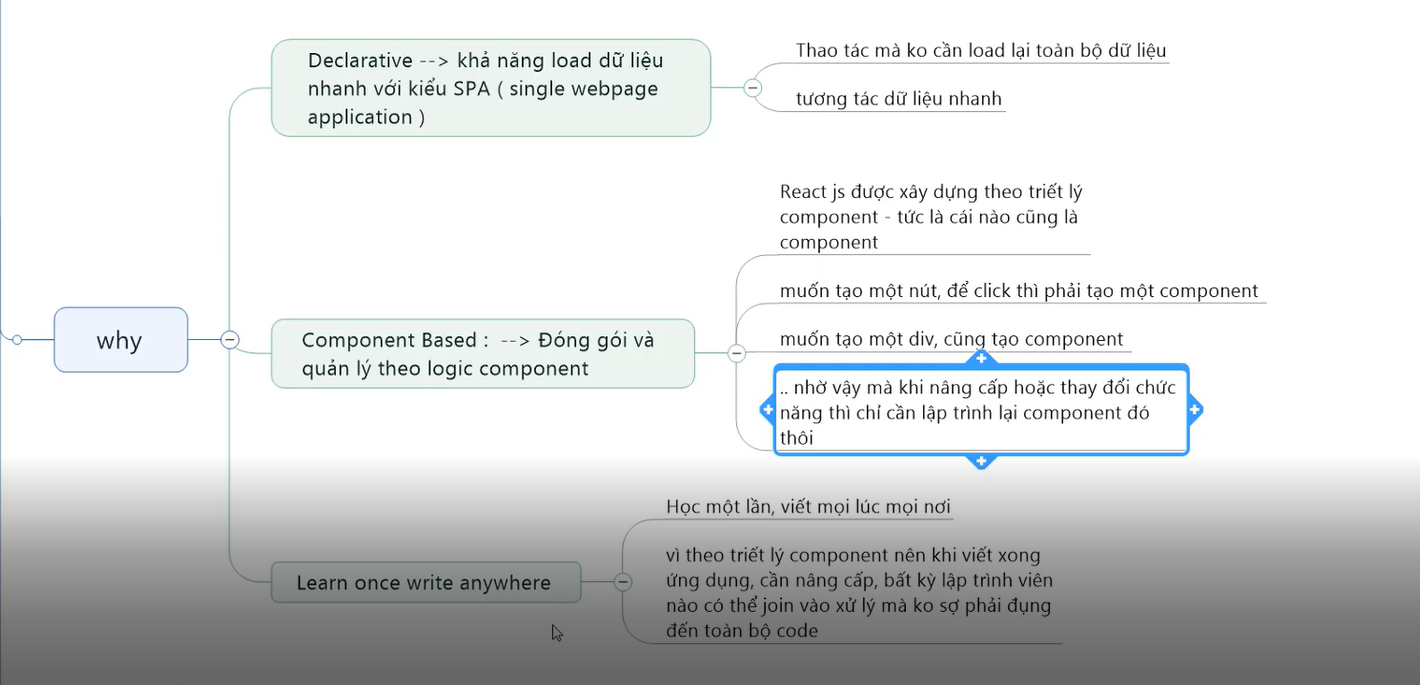 why
Declarative --> khả năng load dữ liệu
nhanh với kiểu SPA ( single webpage
application )
Thao tác mà ko cần load lại toàn bộ dữ liệu
tương tác dữ liệu nhanh
Component Based :  --> Đóng gói và
quản lý theo logic component
React js được xây dựng theo triết lý
component - tức là cái nào cũng là
component
muốn tạo một nút, để click thì phải tạo một component
muốn tạo một div, cũng tạo component
.. nhờ vậy mà khi nâng cấp hoặc thay đổi chức
năng thì chỉ cần lập trình lại component đó
thôi
Learn once write anywhere
Học một lần, viết mọi lúc mọi nơi
vì theo triết lý component nên khi viết xong
ứng dụng, cần nâng cấp, bất kỳ lập trình viên
nào có thể join vào xử lý mà ko sợ phải đụng
đến toàn bộ code